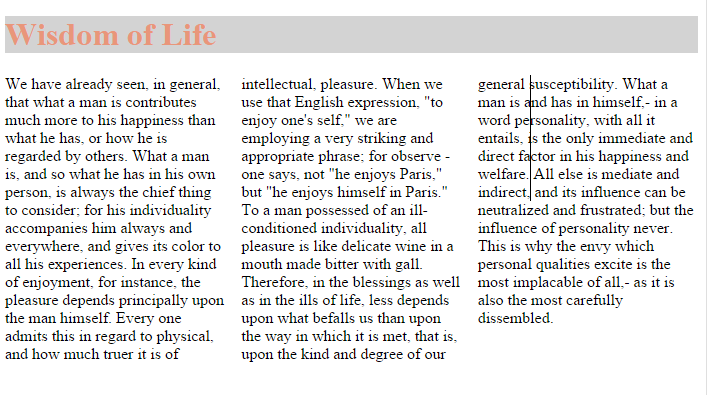 Wisdom of Life
We have already seen, in general,
that what a man is contributes
much more to his happiness than
what he has, or how he is
regarded by others. What a man
is, and so what he has in his own
person, is always the chief thing
to consider; for his individuality
accompanies him always and
everywhere, and gives its color to
all his experiences. In every kind
of enjoyment, for instance, the
pleasure depends principally upon
the man himself. Every one
admits this in regard to physical,
and how much truer it is of
intellectual, pleasure. When we
use that English expression, "to
enjoy one's self," we are
employing a very striking and
appropriate phrase; for observe -
one says, not "he enjoys Paris,"
but "he enjoys himself in Paris."
To a man possessed of an ill-
conditioned individuality, all
pleasure is like delicate wine in a
mouth made bitter with gall.
Therefore, in the blessings as well
as in the ills of life, less depends
upon what befalls us than upon
the way in which it is met, that is,
upon the kind and degree of our
general susceptibility. What a
man is and has in himself,- in a
word personality, with all it
entails, is the only immediate and
direct factor in his happiness and
welfare. All else is mediate and
indirect, and its influence can be
neutralized and frustrated; but the
influence of personality never.
This is why the envy which
personal qualities excite is the
most implacable of all,- as it is
also the most carefully
dissembled.